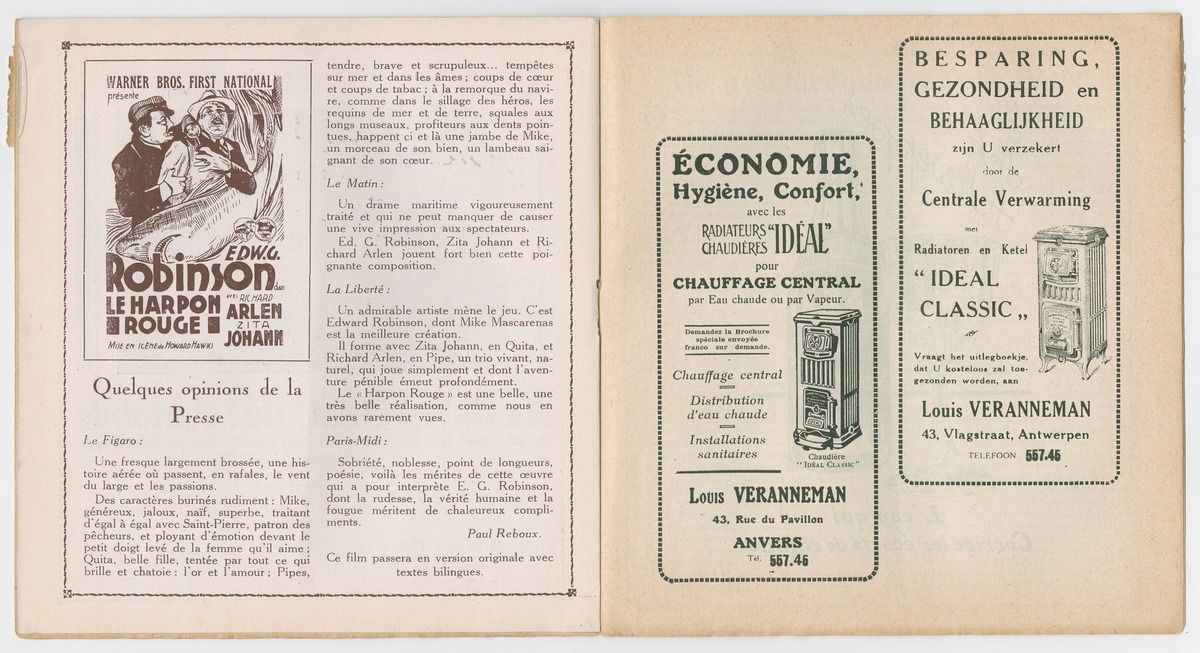 WARNER BROS. FIRST NATIONAL
présente
EDW.G.
Robinson
dans
LE HARPON
ROUGE
AVEC RICHARD
ARLEN
ZITA
JOHANN
MISE EN SCÈNE de HOWARD HAWKS
Quelques opinions de la
Presse
Le Figaro :
Une fresque largement brossée, une his-
toire aérée où passent, en rafales, le vent
du large et les passions.
Des caractères burinés rudiment : Mike,
généreux, jaloux, naïf, superbe, traitant
d'égal à égal avec Saint-Pierre, patron des
pêcheurs, et ployant d'émotion devant le
petit doigt levé de la femme qu'il aime ;
Quita, belle fille, tentée par tout ce qui
brille et chatoie : l'or et l'amour ; Pipes,
tendre, brave et scrupuleux... tempêtes
sur mer et dans les âmes ; coups de cœur
et coups de tabac ; à la remorque du navi-
re, comme dans le sillage des héros, les
requins de mer et de terre, squales aux
longs museaux, profiteurs aux dents poin-
tues, happent ci et là une jambe de Mike,
un morceau de son bien, un lambeau sai-
gnant de son cœur.
Le Matin :
Un drame maritime vigoureusement
traité et qui ne peut manquer de causer
une vive impression aux spectateurs.
Ed. G. Robinson, Zita Johann et Ri-
chard Arlen jouent fort bien cette poi-
gnante composition.
La Liberté :
Un admirable artiste mène le jeu. C'est
Edward Robinson, dont Mike Mascarenas
est la meilleure création.
Il forme avec Zita Johann, en Quita, et
Richard Arlen, en Pipe, un trio vivant, na-
turel, qui joue simplement et dont l'aven-
ture pénible émeut profondément.
Le « Harpon Rouge » est une belle, une
très belle réalisation, comme nous en
avons rarement vues.
Paris-Midi :
Sobriété, noblesse, point de longueurs,
poésie, voilà les mérites de cette œuvre
qui a pour interprète E. G. Robinson,
dont la rudesse, la vérité humaine et la
fougue méritent de chaleureux compli-
ments.
Paul Reboux.
Ce film passera en version originale avec
textes bilingues.
ÉCONOMIE,
Hygiène, Confort,
avec les
RADIATEURS
CHAUDIÈRES "IDÉAL"
pour
CHAUFFAGE CENTRAL
par Eau chaude ou par Vapeur.
Demandez la Brochure
spéciale envoyée
franco sur demande.
Chauffage central
Distribution
d'eau chaude
Installations
sanitaires
Chaudière
"IDÉAL CLASSIC"
LOUIS VERANNEMAN
43, Rue du Pavillon
ANVERS
Tél. 557.45
BESPARING,
GEZONDHEID en
BEHAAGLIJKHEID
zijn U verzekert
door de
Centrale Verwarming
met
Radiatoren en Ketel
“ IDEAL
CLASSIC „
Vraagt het uitlegboekje,
dat U kosteloos zal toe-
gezonden worden, aan
Louis VERANNEMAN
43, Vlagstraat, Antwerpen
TELEFOON 557.45